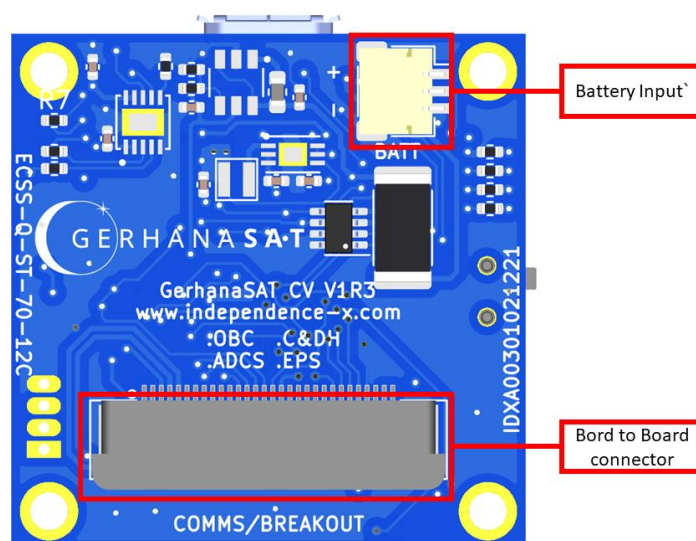 +
-
BATT
Battery Input`
R7
ECSS-Q-ST-70-12C
GERHANASAT
GerhanaSAT CV V1R3
www.independence-x.com
.OBC .C&DH
.ADCS .EPS
IDXA00301021221
Bord to Board
connector
COMMS/BREAKOUT